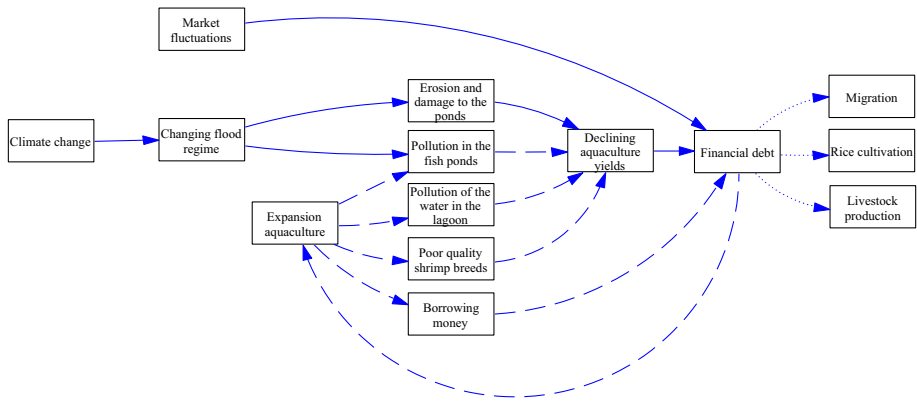 Market
fluctuations
Erosion and
damage to the
ponds
Migration
Climate change
Changing flood
regime
Pollution in the
fish ponds
Declining
aquaculture
yields
Financial debt
Rice cultivation
Pollution of the
water in the
lagoon
Expansion
aquaculture
Livestock
production
Poor quality
shrimp breeds
Borrowing
money